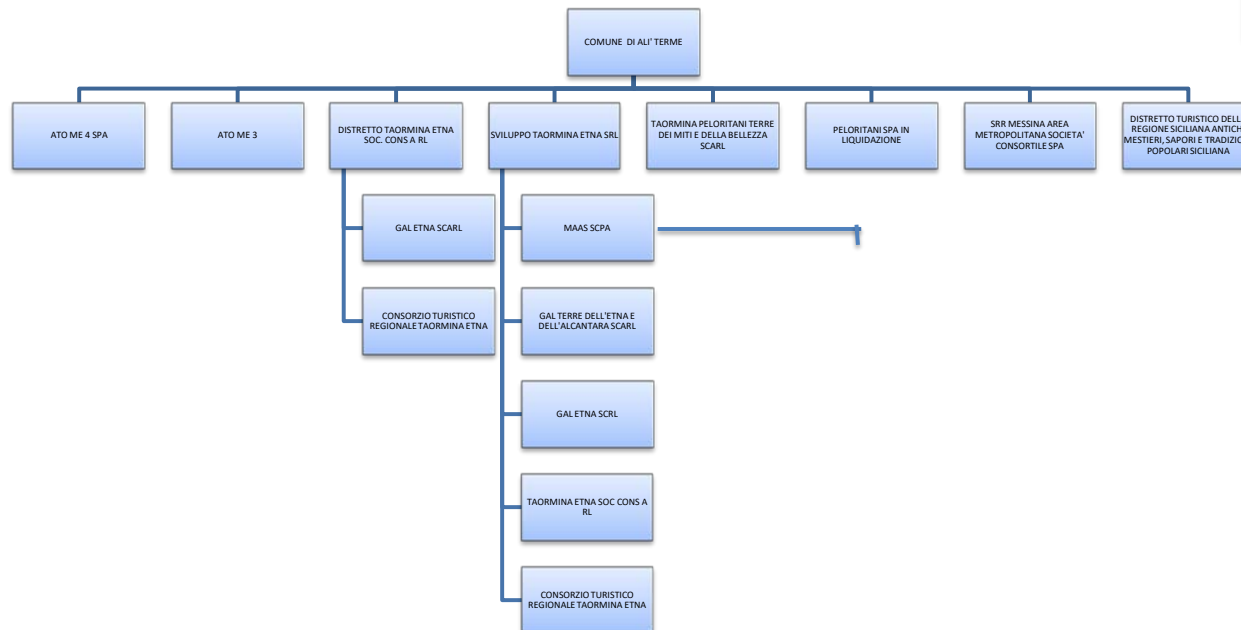 COMUNE DI ALI' TERME
ATO ME 4 SPA
ATO ME 3
DISTRETTO TAORMINA ETNA
SOC. CONS A RL
SVILUPPO TAORMINA ETNA SRL
TAORMINA PELORITANI TERRE
DEI MITI E DELLA BELLEZZA
SCARL
PELORITANI SPA IN
LIQUIDAZIONE
SRR MESSINA AREA
METROPOLITANA SOCIETA'
CONSORTILE SPA
DISTRETTO TURISTICO DELL
REGIONE SICILIANA ANTICH
MESTIERI, SAPORI E TRADIZIO
POPOLARI SICILIANA
GAL ETNA SCARL
MAAS SCPA
CONSORZIO TURISTICO
REGIONALE TAORMINA ETNA
GAL TERRE DELL'ETNA E
DELL'ALCANTARA SCARL
GAL ETNA SCRL
TAORMINA ETNA SOC CONS A
RL
CONSORZIO TURISTICO
REGIONALE TAORMINA ETNA